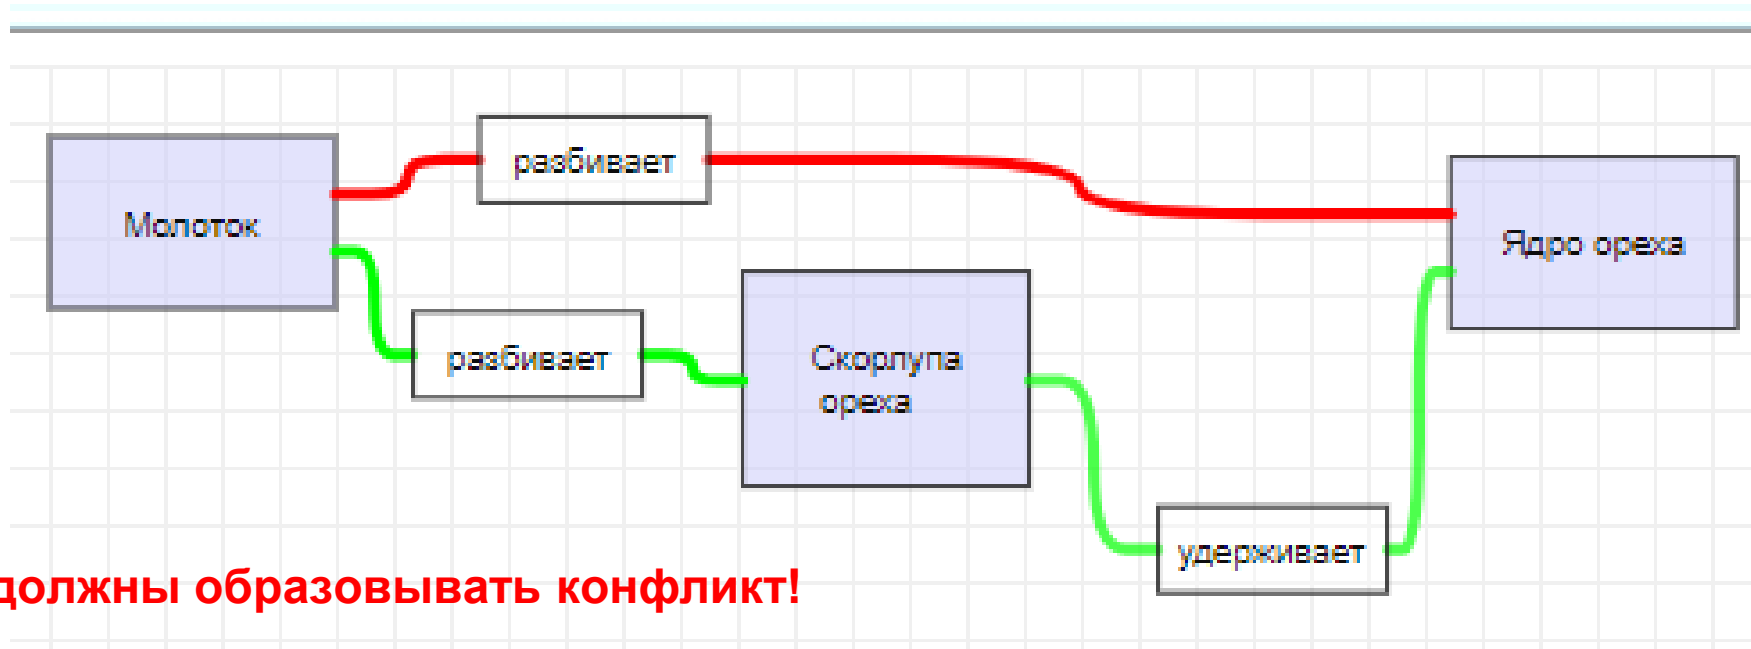 разбивает
Молоток
Ядро ореха
разбивает
Скорлупа
ореха
удерживает
должны образовывать конфликт!